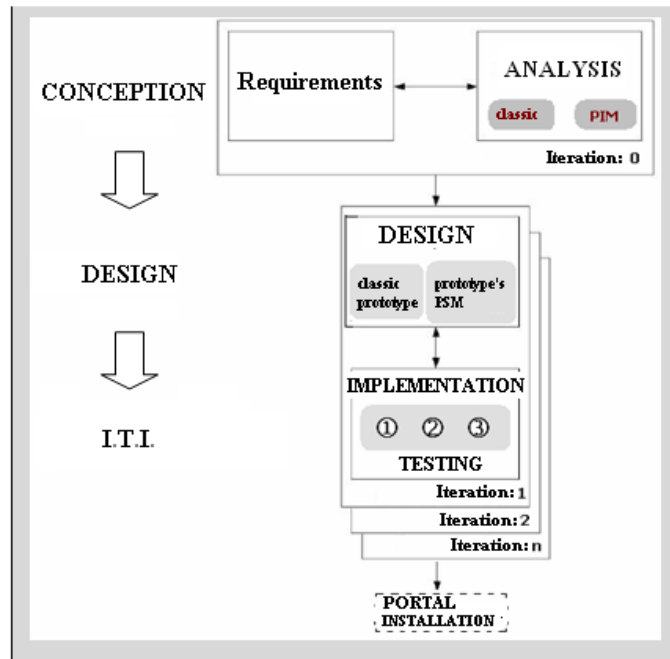 CONCEPTION
DESIGN
I.T.I.
Requirements
ANALYSIS
classic PIM
Iteration: 0
DESIGN
classic prototype's
prototype PSM
IMPLEMENTATION
① ② ③
TESTING
Iteration: 1
Iteration: 2
Iteration: n
PORTAL
INSTALLATION